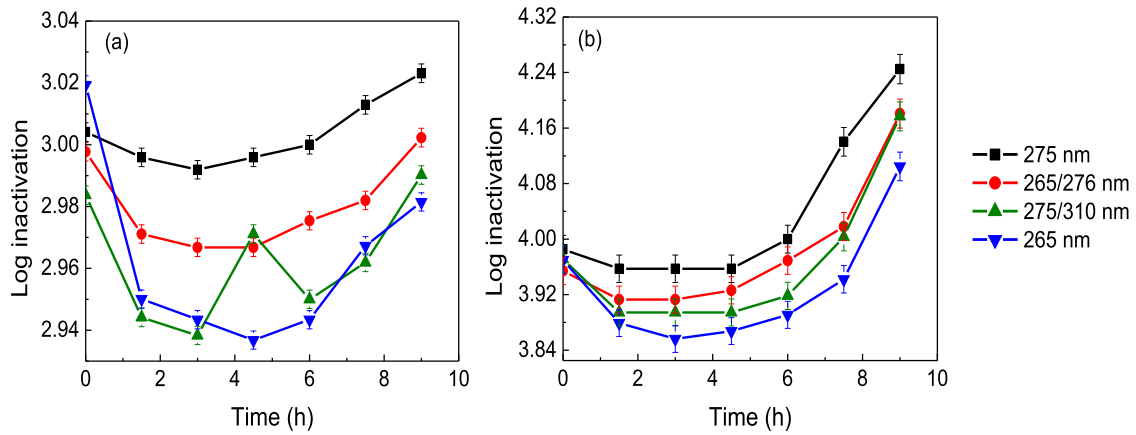 (a)
Log inactivation
3.04
3.02
3.00
2.98
2.96
2.94
0 2 4 6 8 10
Time (h)
(b)
Log inactivation
4.32
4.24
4.16
4.08
4.00
3.92
3.84
0 2 4 6 8 10
Time (h)
275 nm
265/276 nm
275/310 nm
265 nm